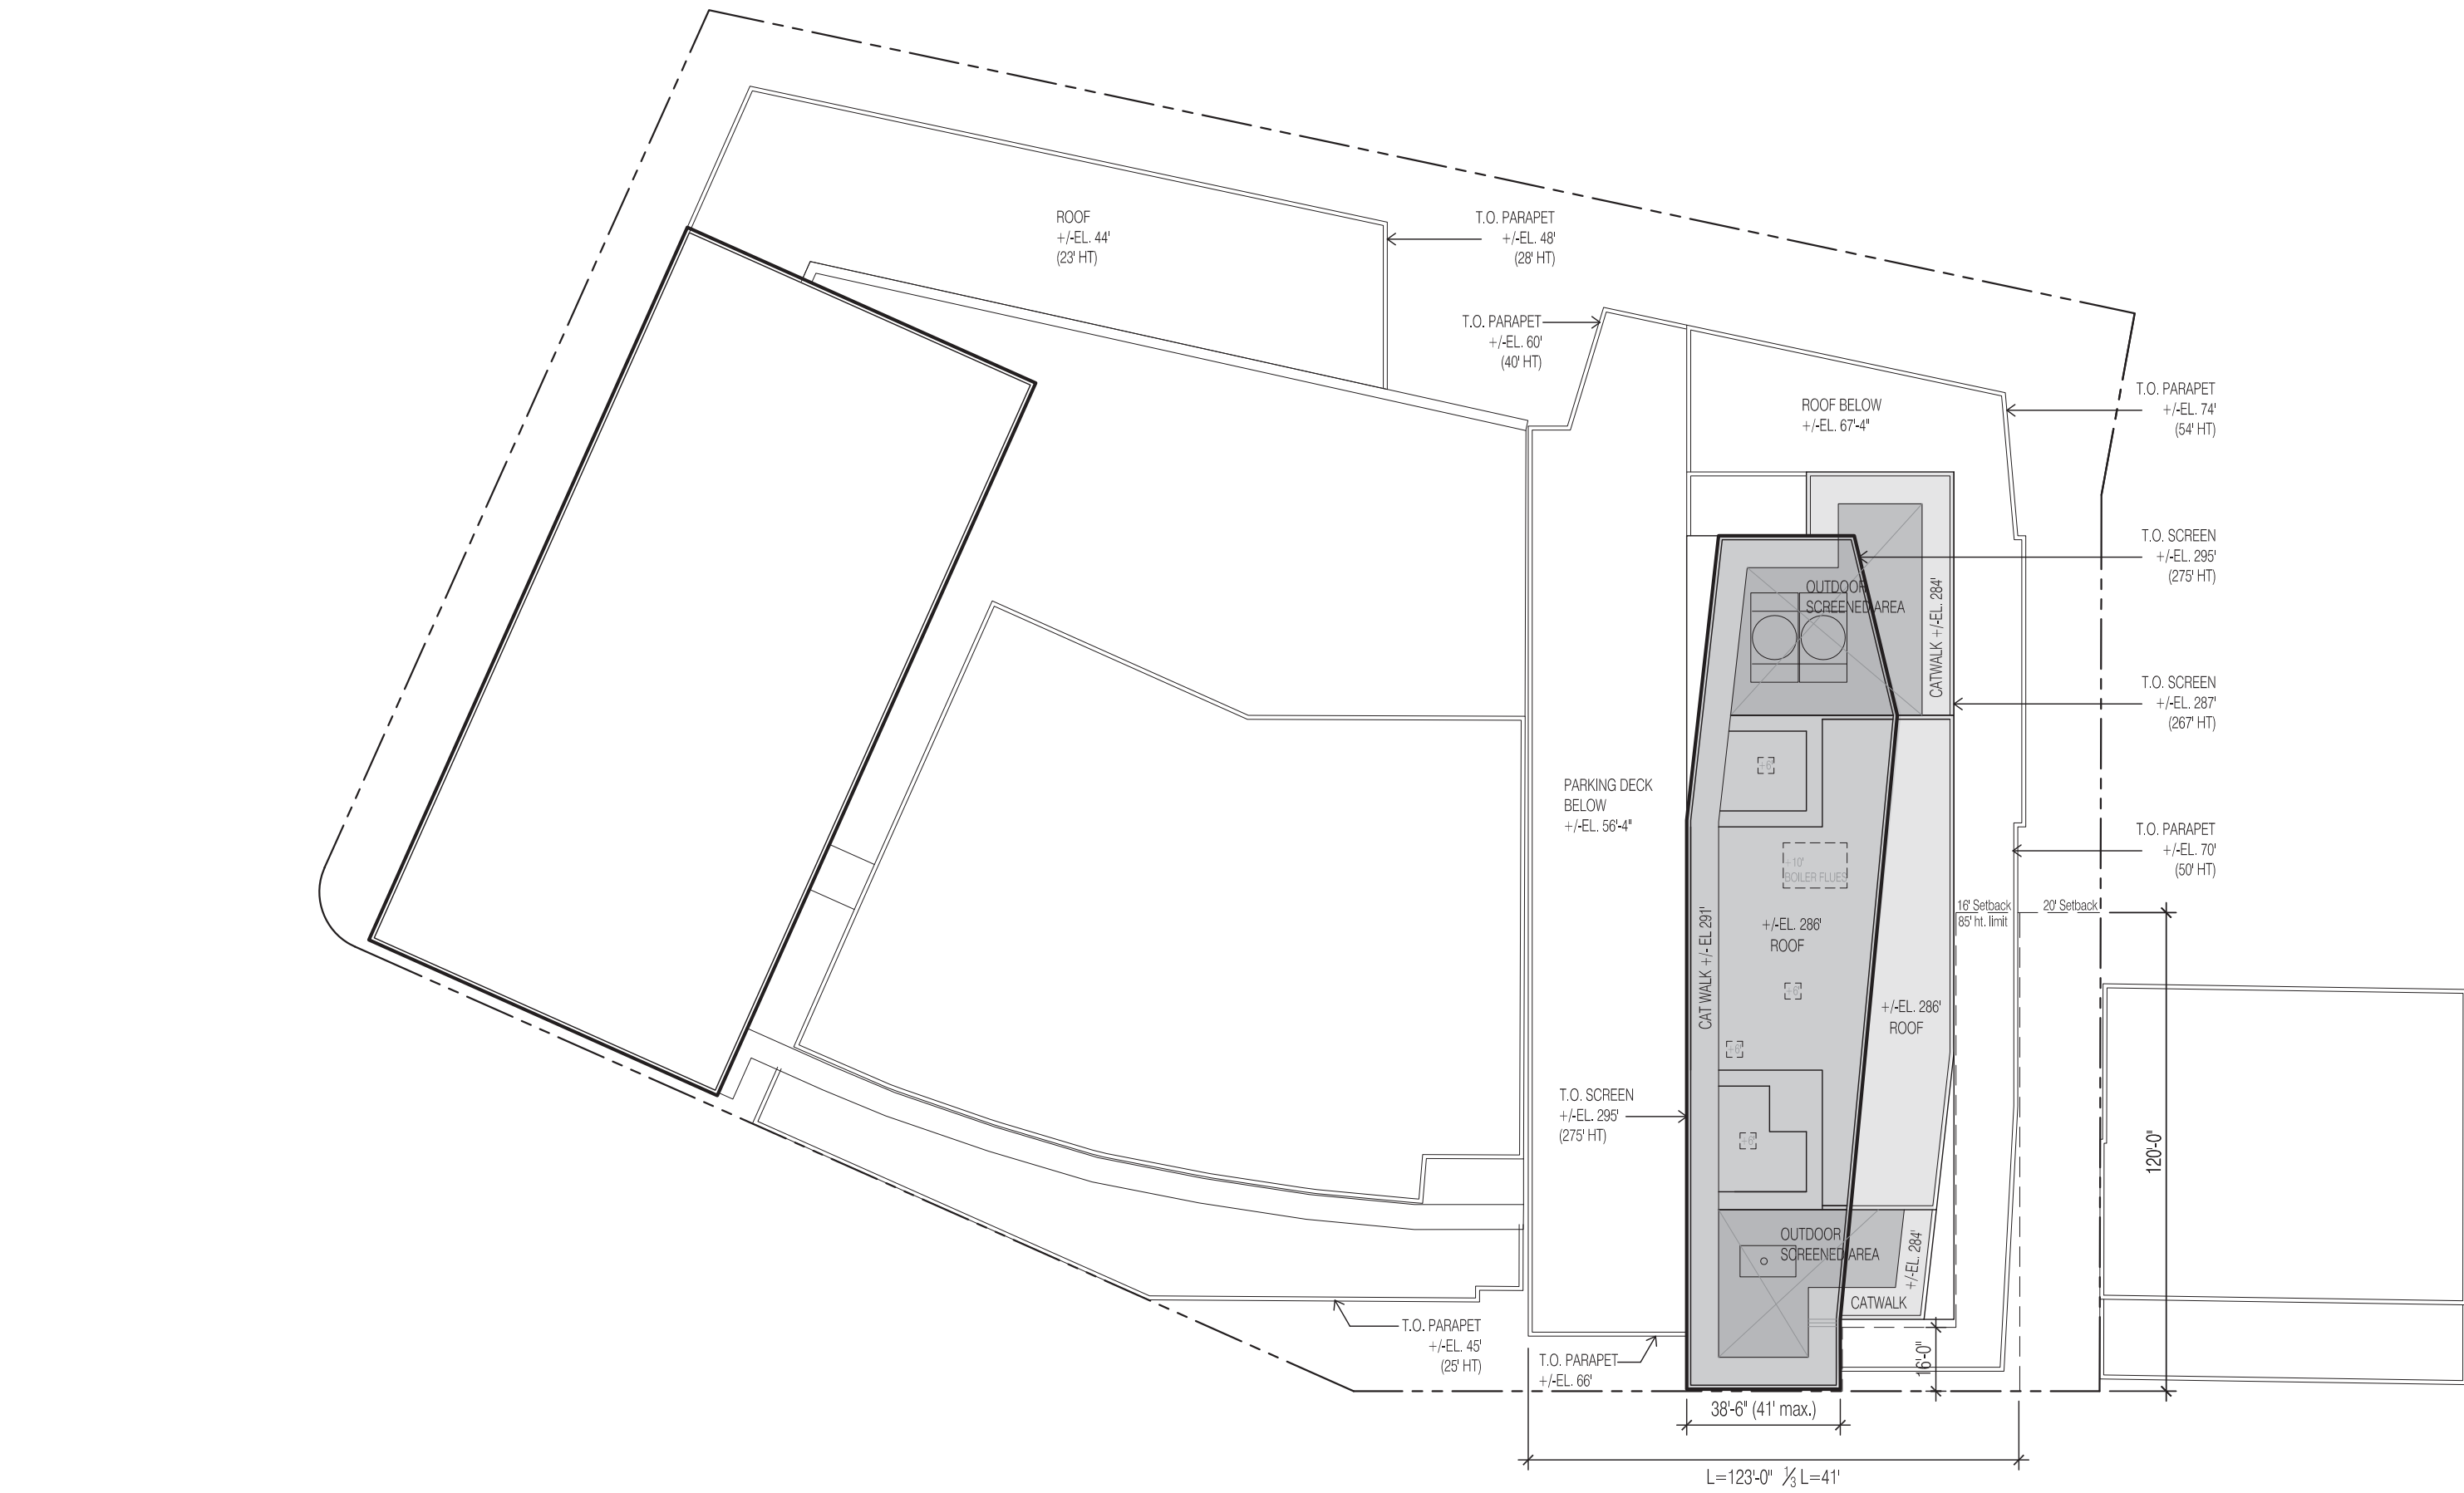 ROOF
+/-EL. 44'
(23' HT)
T.O. PARAPET
+/-EL. 48'
(28' HT)
T.O. PARAPET
+/-EL. 60'
(40' HT)
ROOF BELOW
+/-EL. 67'-4"
T.O. PARAPET
+/-EL. 74'
(54' HT)
T.O. SCREEN
+/-EL. 295'
(275' HT)
OUTDOOR
SCREENED AREA
CATWALK +/-EL. 284'
T.O. SCREEN
+/-EL. 287'
(267' HT)
+6'
PARKING DECK
BELOW
+/-EL. 56'-4"
T.O. PARAPET
+/-EL. 70'
(50' HT)
+10'
BOILER FLUES
16' Setback
85' ht. limit
20' Setback
CAT WALK +/- EL 291'
+/-EL. 286'
ROOF
+6'
+/-EL. 286'
ROOF
+6'
T.O. SCREEN
+/-EL. 295'
(275' HT)
+6'
120'-0"
OUTDOOR
SCREENED AREA
+/-EL. 284'
CATWALK
T.O. PARAPET
+/-EL. 45'
(25' HT)
T.O. PARAPET
+/-EL. 66'
16'-0"
38'-6" (41' max.)
L=123'-0" 1/3 L=41'